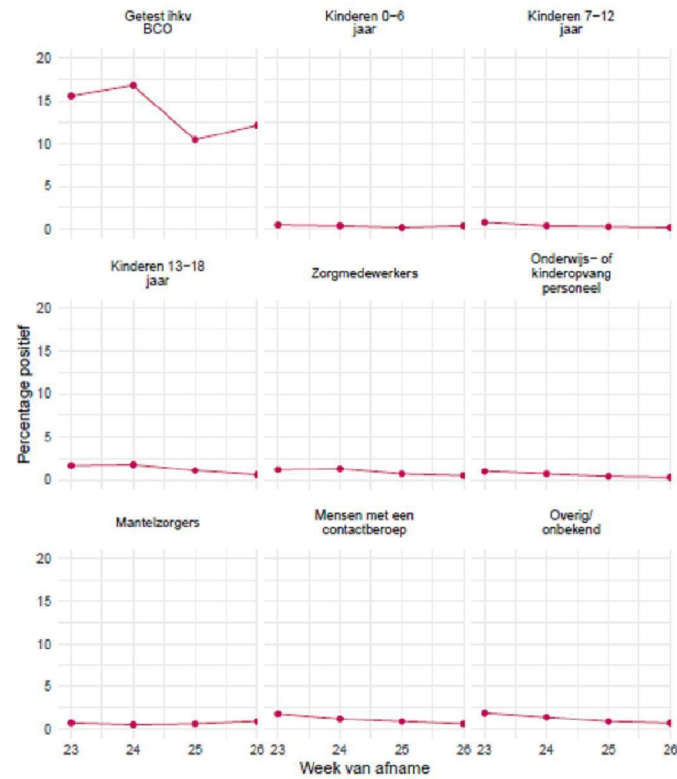 Getest ihkv
BCO
Kinderen 0-6
jaar
Kinderen 7-12
jaar
20
15
10
5
0
Kinderen 13-18
jaar
Zorgmedewerkers
Onderwijs- of
kinderopvang
personeel
Percentage positief
20
15
10
5
0
Mantelzorgers
Mensen met een
contactberoep
Overig/
onbekend
20
15
10
5
0
23 24 25 26 23 24 25 26 23 24 25 26
Week van afname